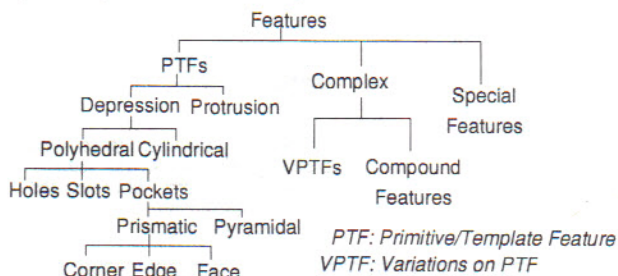 Features
PTFs
Complex
Special
Features
Depression Protrusion
Polyhedral Cylindrical
VPTFs
Compound
Features
Holes Slots Pockets
Prismatic Pyramidal
Corner Edge Face
PTF: Primitive/Template Feature
VPTF: Variations on PTF